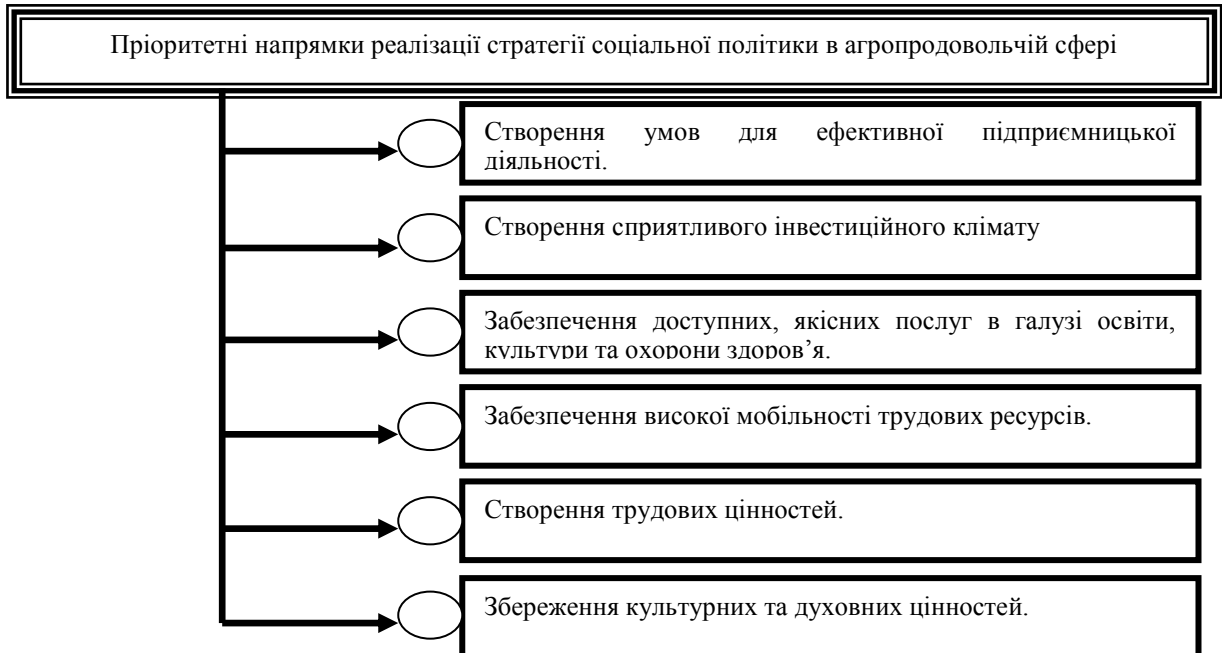 Пріоритетні напрямки реалізації стратегії соціальної політики в агропродовольчій сфері
Створення умов для ефективної підприємницької
діяльності.
Створення сприятливого інвестиційного клімату
Забезпечення доступних, якісних послуг в галузі освіти,
культури та охорони здоров’я.
Забезпечення високої мобільності трудових ресурсів.
Створення трудових цінностей.
Збереження культурних та духовних цінностей.